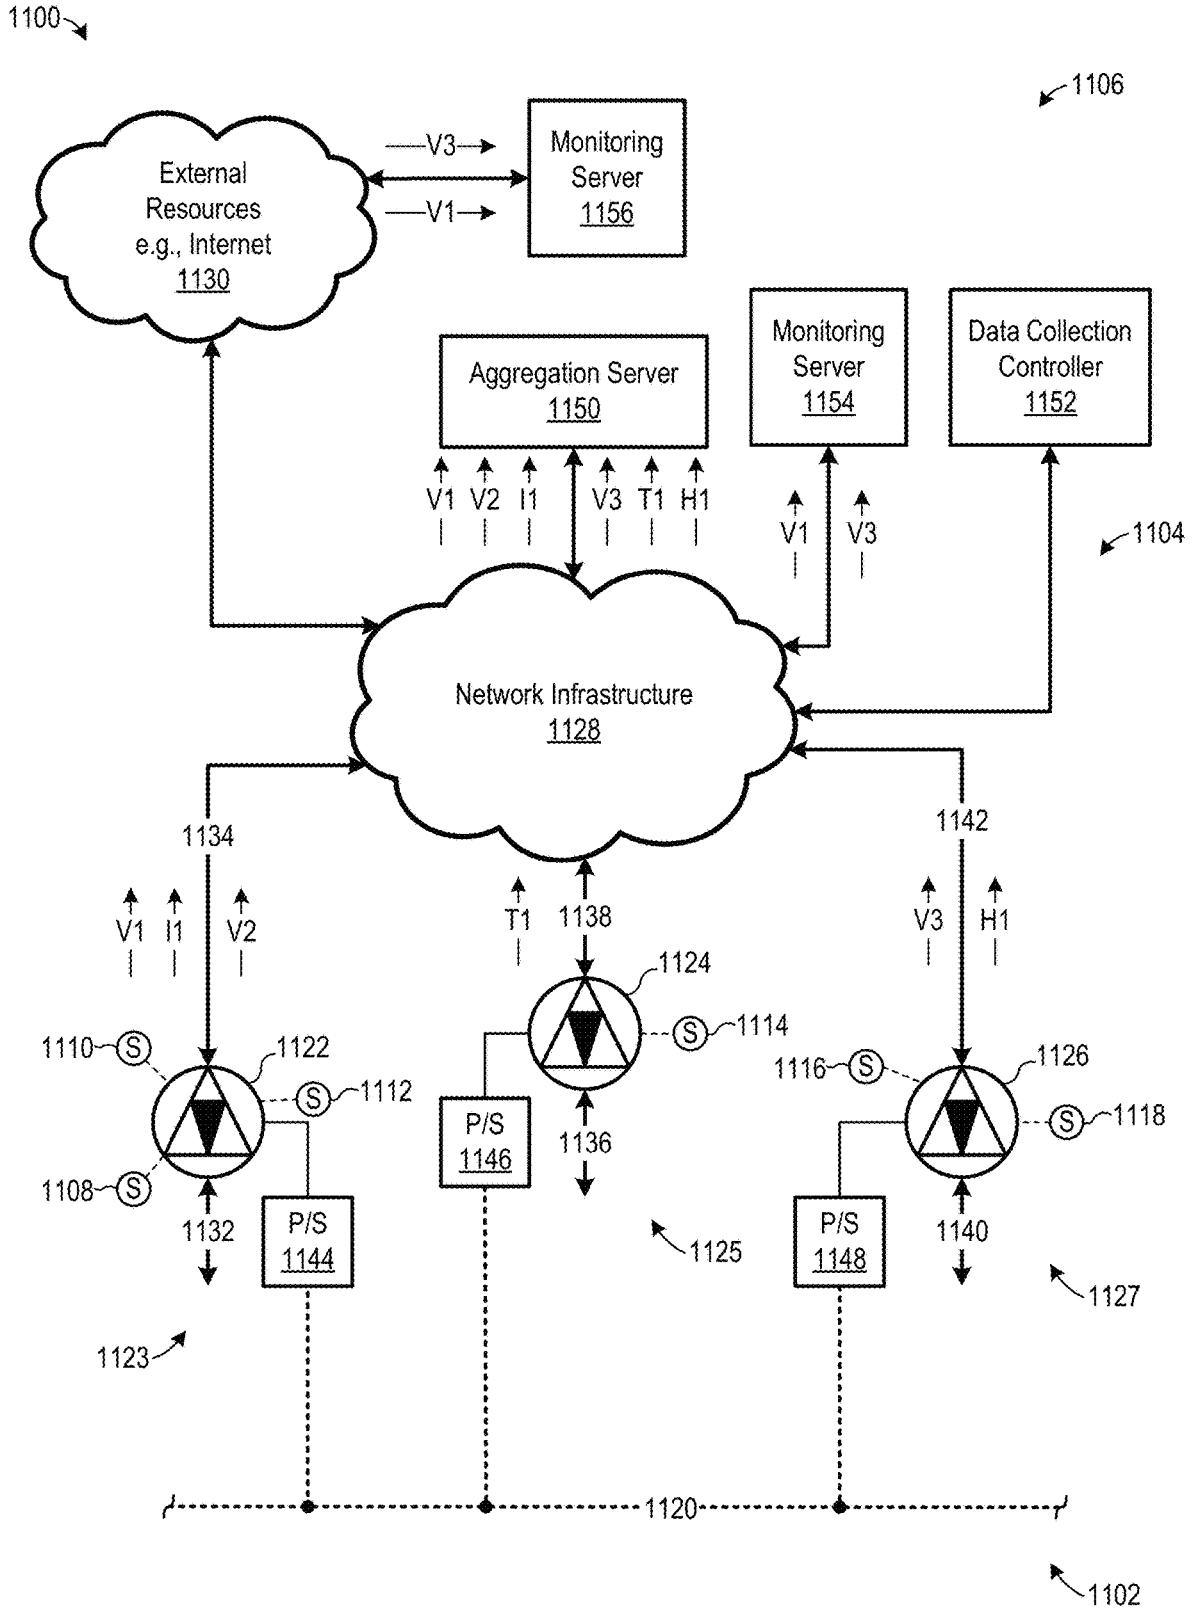 1100
1106
External
Resources
e.g., Internet
1130
V3
V1
Monitoring
Server
1156
Aggregation Server
1150
Monitoring
Server
1154
Data Collection
Controller
1152
V1 V2 I1 V3 T1 H1
V1 V3
1104
Network Infrastructure
1128
1134
1142
V1 I1 V2
T1
1138
V3 H1
1124
1110 S
1122
S 1114
1116 S
1126
S 1112
P/S
1146
1136
S 1118
1108 S
1132
P/S
1144
1125
P/S
1148
1140
1127
1123
1120
1102